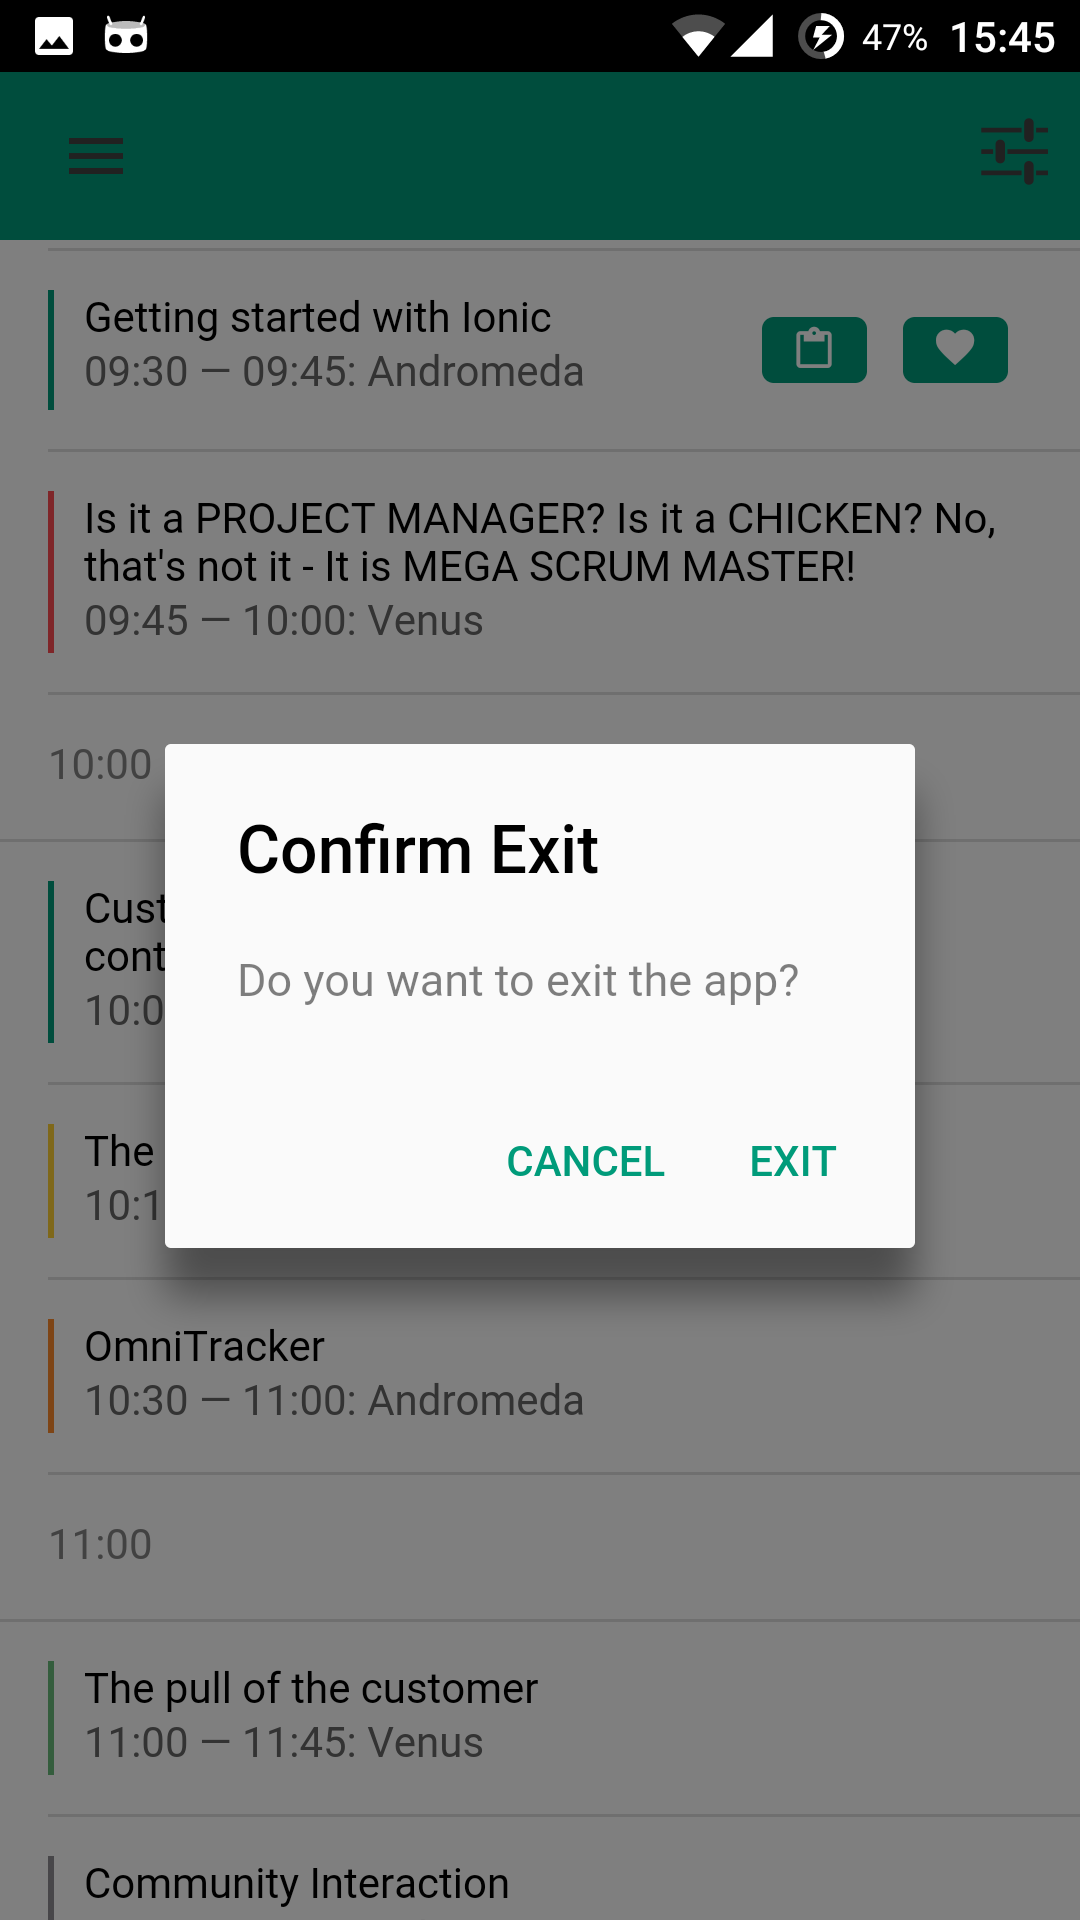 47% 15:45
Getting started with Ionic
09:30 — 09:45: Andromeda
Is it a PROJECT MANAGER? Is it a CHICKEN? No,
that's not it - It is MEGA SCRUM MASTER!
09:45 — 10:00: Venus
10:00
Confirm Exit
Do you want to exit the app?
CANCEL EXIT
Cust
cont
10:0
The
10:1
OmniTracker
10:30 — 11:00: Andromeda
11:00
The pull of the customer
11:00 — 11:45: Venus
Community Interaction